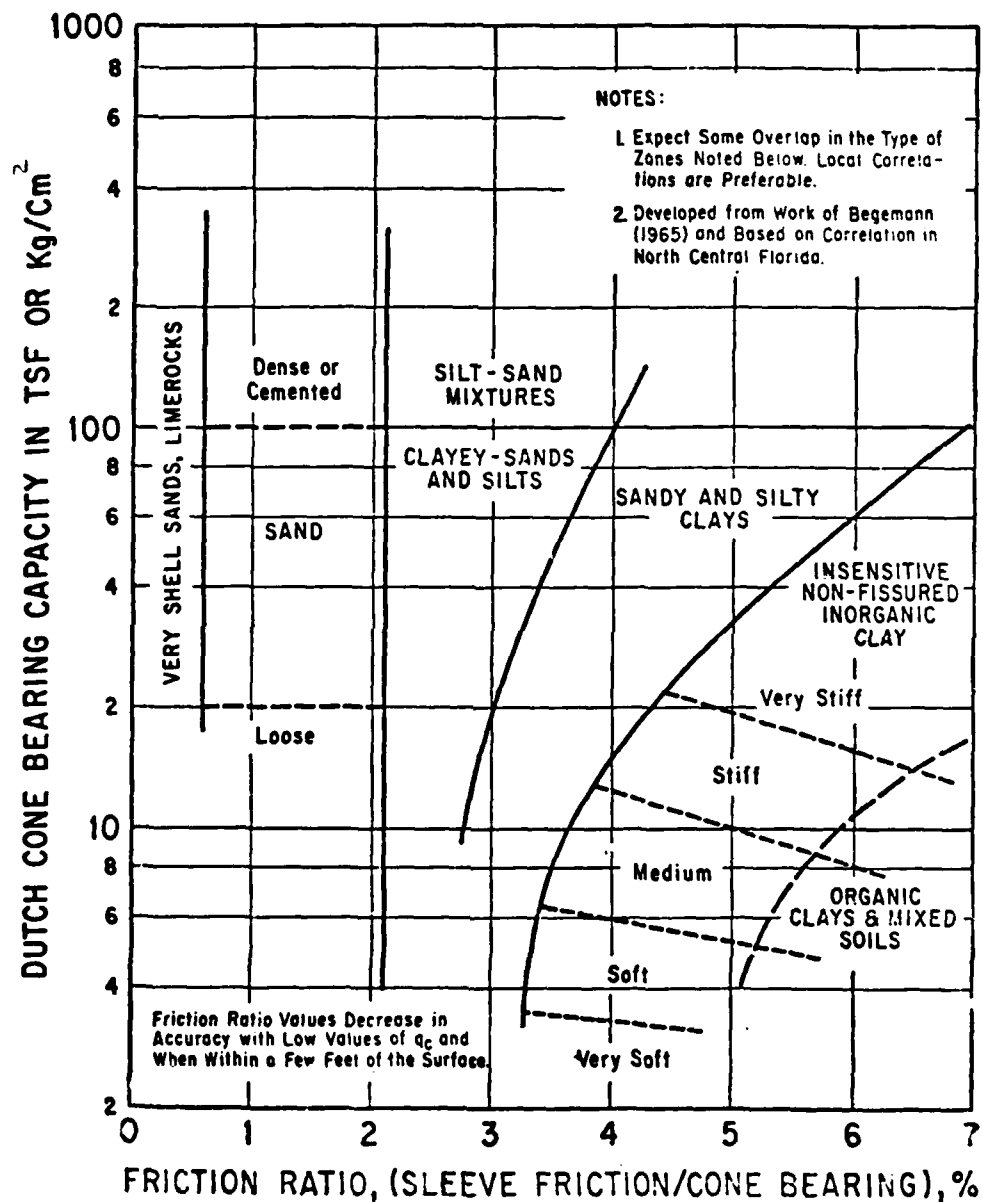 1000
8
6
4
2
100
8
6
4
2
10
8
6
4
2
DUTCH CONE BEARING CAPACITY IN TSF OR Kg/Cm²
NOTES:
1. Expect Some Overlap in the Type of
Zones Noted Below. Local Correla-
tions are Preferable.
2. Developed from Work of Begemann
(1965) and Based on Correlation in
North Central Florida.
VERY SHELL SANDS, LIMEROCKS
Dense or
Cemented
SILT-SAND
MIXTURES
CLAYEY-SANDS
AND SILTS
SAND
SANDY AND SILTY
CLAYS
INSENSITIVE
NON-FISSURED
INORGANIC
CLAY
Loose
Very Stiff
Stiff
Medium
ORGANIC
CLAYS & MIXED
SOILS
Soft
Very Soft
Friction Ratio Values Decrease in
Accuracy with Low Values of qc and
When Within a Few Feet of the Surface.
0 1 2 3 4 5 6 7
FRICTION RATIO, (SLEEVE FRICTION/CONE BEARING), %